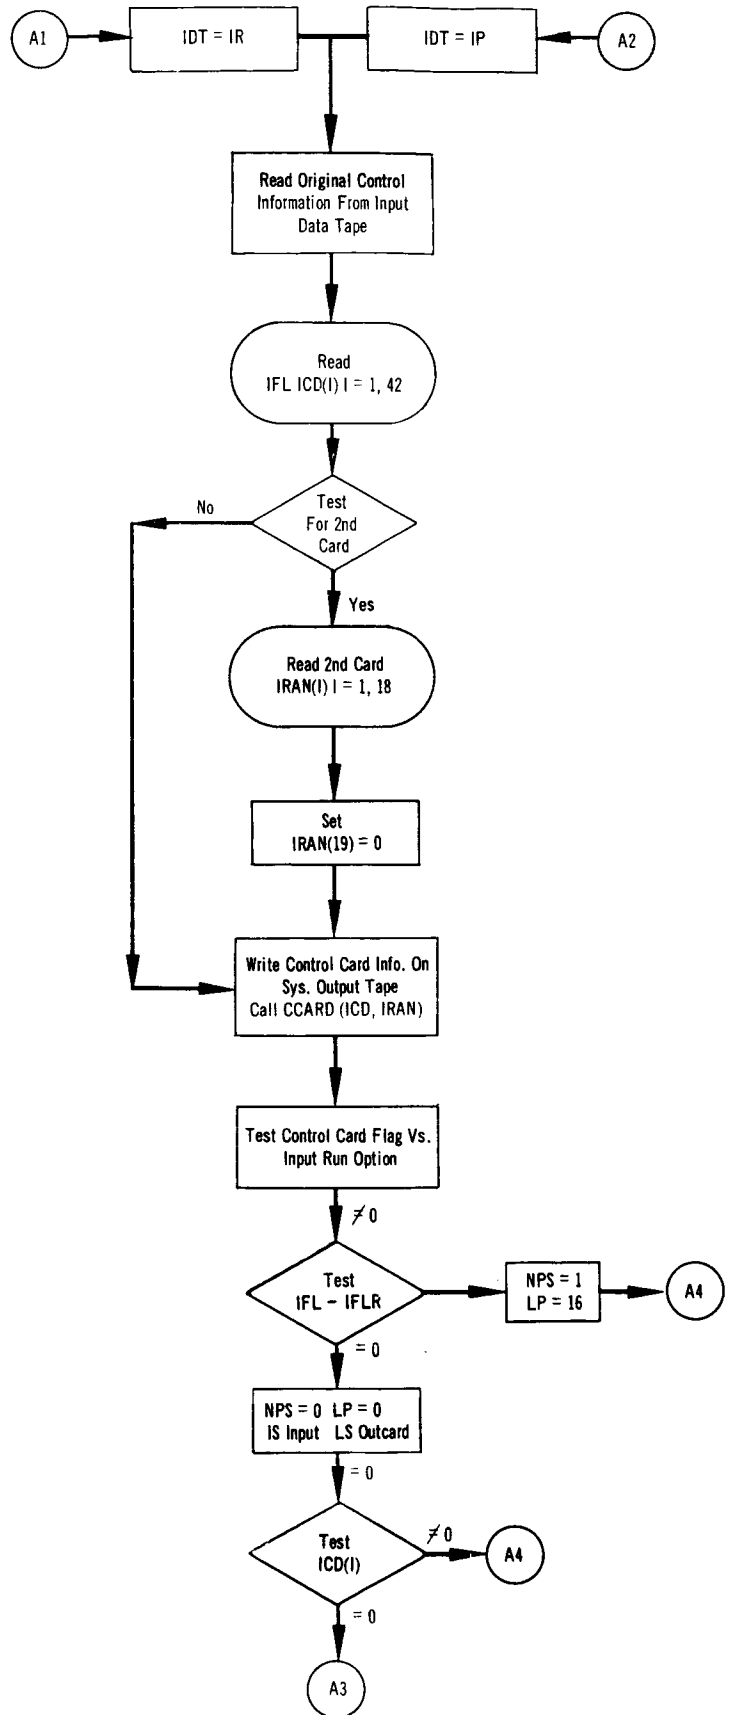 A1
IDT = IR
IDT = IP
A2
Read Original Control
Information From Input
Data Tape
Read
IFL ICD(I) I = 1, 42
Test
For 2nd
Card
No
Yes
Read 2nd Card
IRAN(I) I = 1, 18
Set
IRAN(19) = 0
Write Control Card Info. On
Sys. Output Tape
Call CCARD (ICD, IRAN)
Test Control Card Flag Vs.
Input Run Option
≠ 0
Test
IFL - IFLR
NPS = 1
LP = 16
A4
= 0
NPS = 0 LP = 0
IS Input LS Outcard
= 0
Test
ICD(I)
≠ 0
A4
= 0
A3